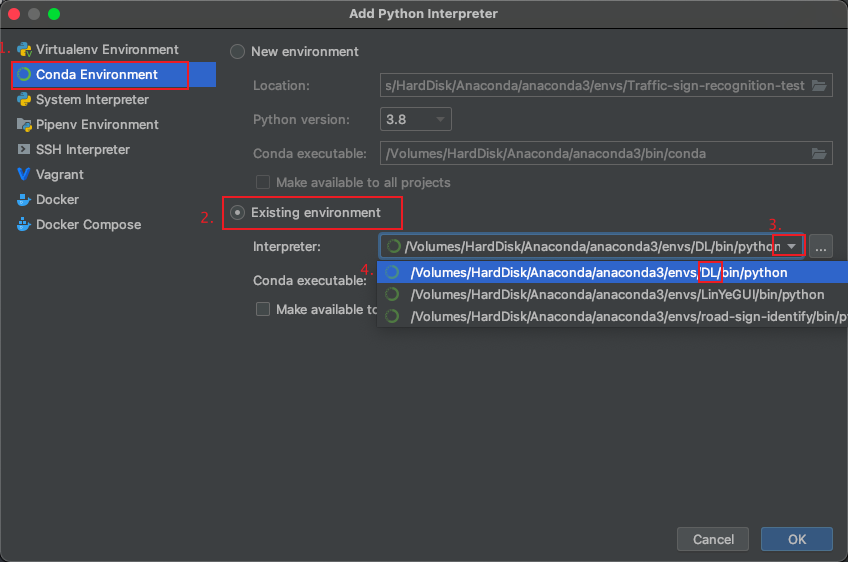 Add Python Interpreter
1. Virtualenv Environment
Conda Environment
System Interpreter
Pipenv Environment
SSH Interpreter
Vagrant
Docker
Docker Compose
New environment
Location: s/HardDisk/Anaconda/anaconda3/envs/Traffic-sign-recognition-test
Python version: 3.8
Conda executable: /Volumes/HardDisk/Anaconda/anaconda3/bin/conda
Make available to all projects
2. Existing environment
3.
Interpreter: /Volumes/HardDisk/Anaconda/anaconda3/envs/DL/bin/python ...
4. /Volumes/HardDisk/Anaconda/anaconda3/envs/DL/bin/python
Conda executable:
/Volumes/HardDisk/Anaconda/anaconda3/envs/LinYeGUI/bin/python
Make available to
/Volumes/HardDisk/Anaconda/anaconda3/envs/road-sign-identify/bin/py
Cancel OK